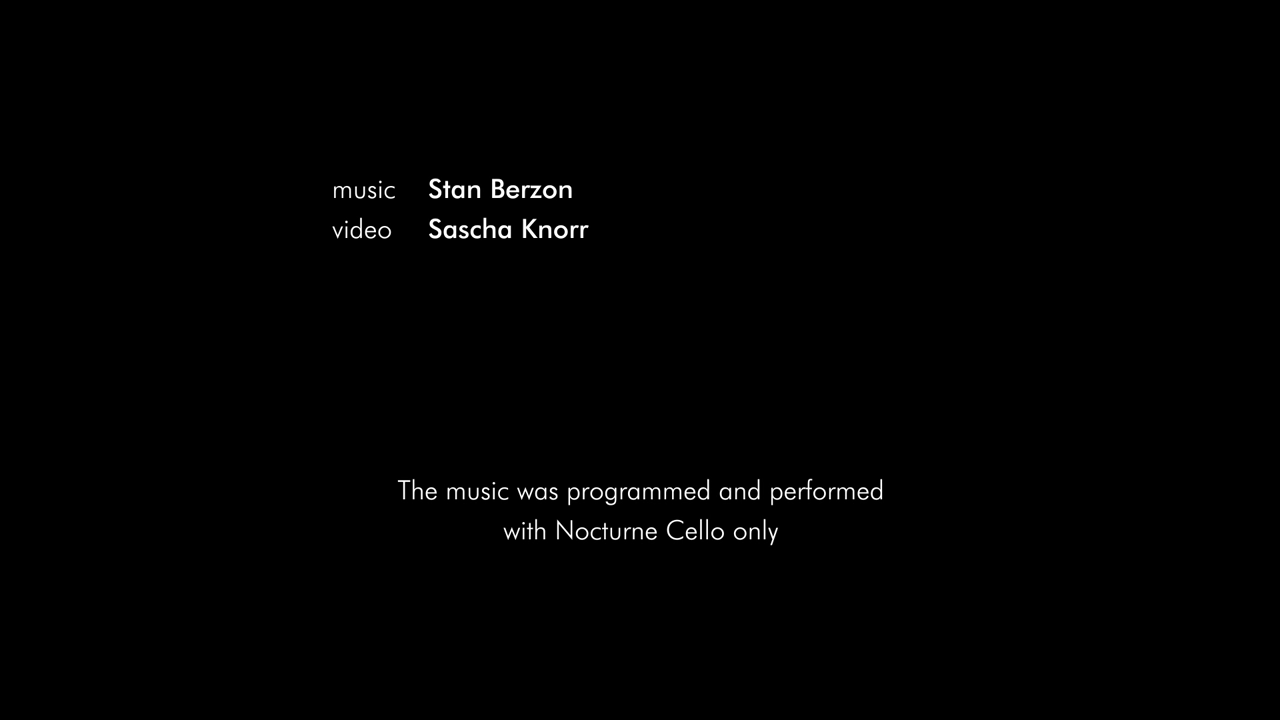 music Stan Berzon
video Sascha Knorr
The music was programmed and performed
with Nocturne Cello only